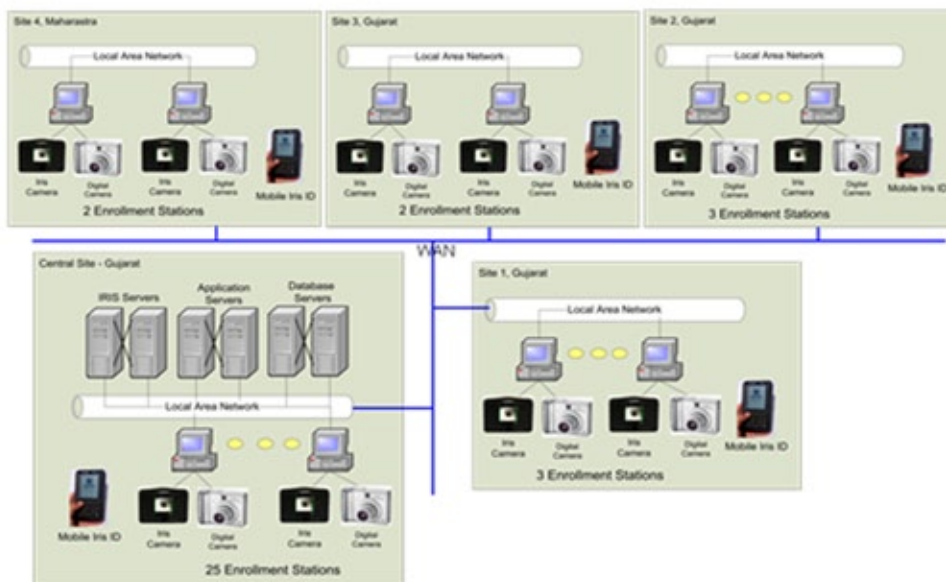 Site 4, Maharastra
Local Area Network
Iris
Camera
Digital
Camera
Iris
Camera
Digital
Camera
Mobile Iris ID
2 Enrollment Stations
Site 3, Gujarat
Local Area Network
Iris
Camera
Digital
Camera
Iris
Camera
Digital
Camera
Mobile Iris ID
2 Enrollment Stations
Site 2, Gujarat
Local Area Network
Iris
Camera
Digital
Camera
Iris
Camera
Digital
Camera
Mobile Iris ID
3 Enrollment Stations
WAN
Central Site - Gujarat
IRIS Servers
Application
Servers
Database
Servers
Local Area Network
Mobile Iris ID
Iris
Camera
Digital
Camera
Iris
Camera
Digital
Camera
25 Enrollment Stations
Site 1, Gujarat
Local Area Network
Iris
Camera
Digital
Camera
Iris
Camera
Digital
Camera
Mobile Iris ID
3 Enrollment Stations